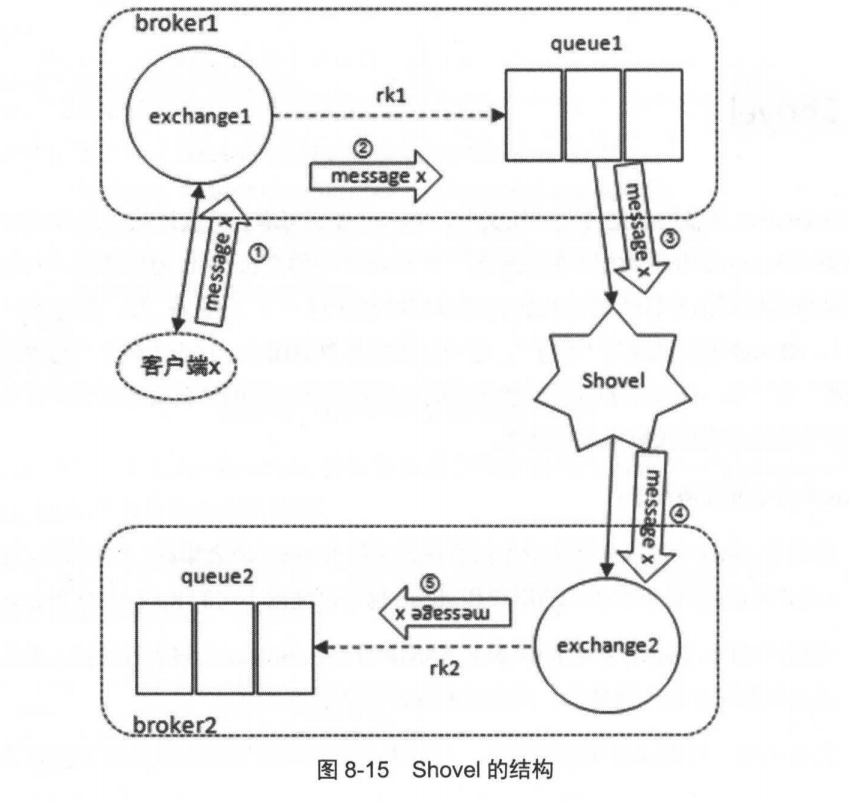 broker1
queue1
exchange1
rk1
②
message x
message x
①
message x
③
客户端x
Shovel
message x
④
queue2
⑤
message x
exchange2
rk2
broker2
图 8-15 Shovel 的结构